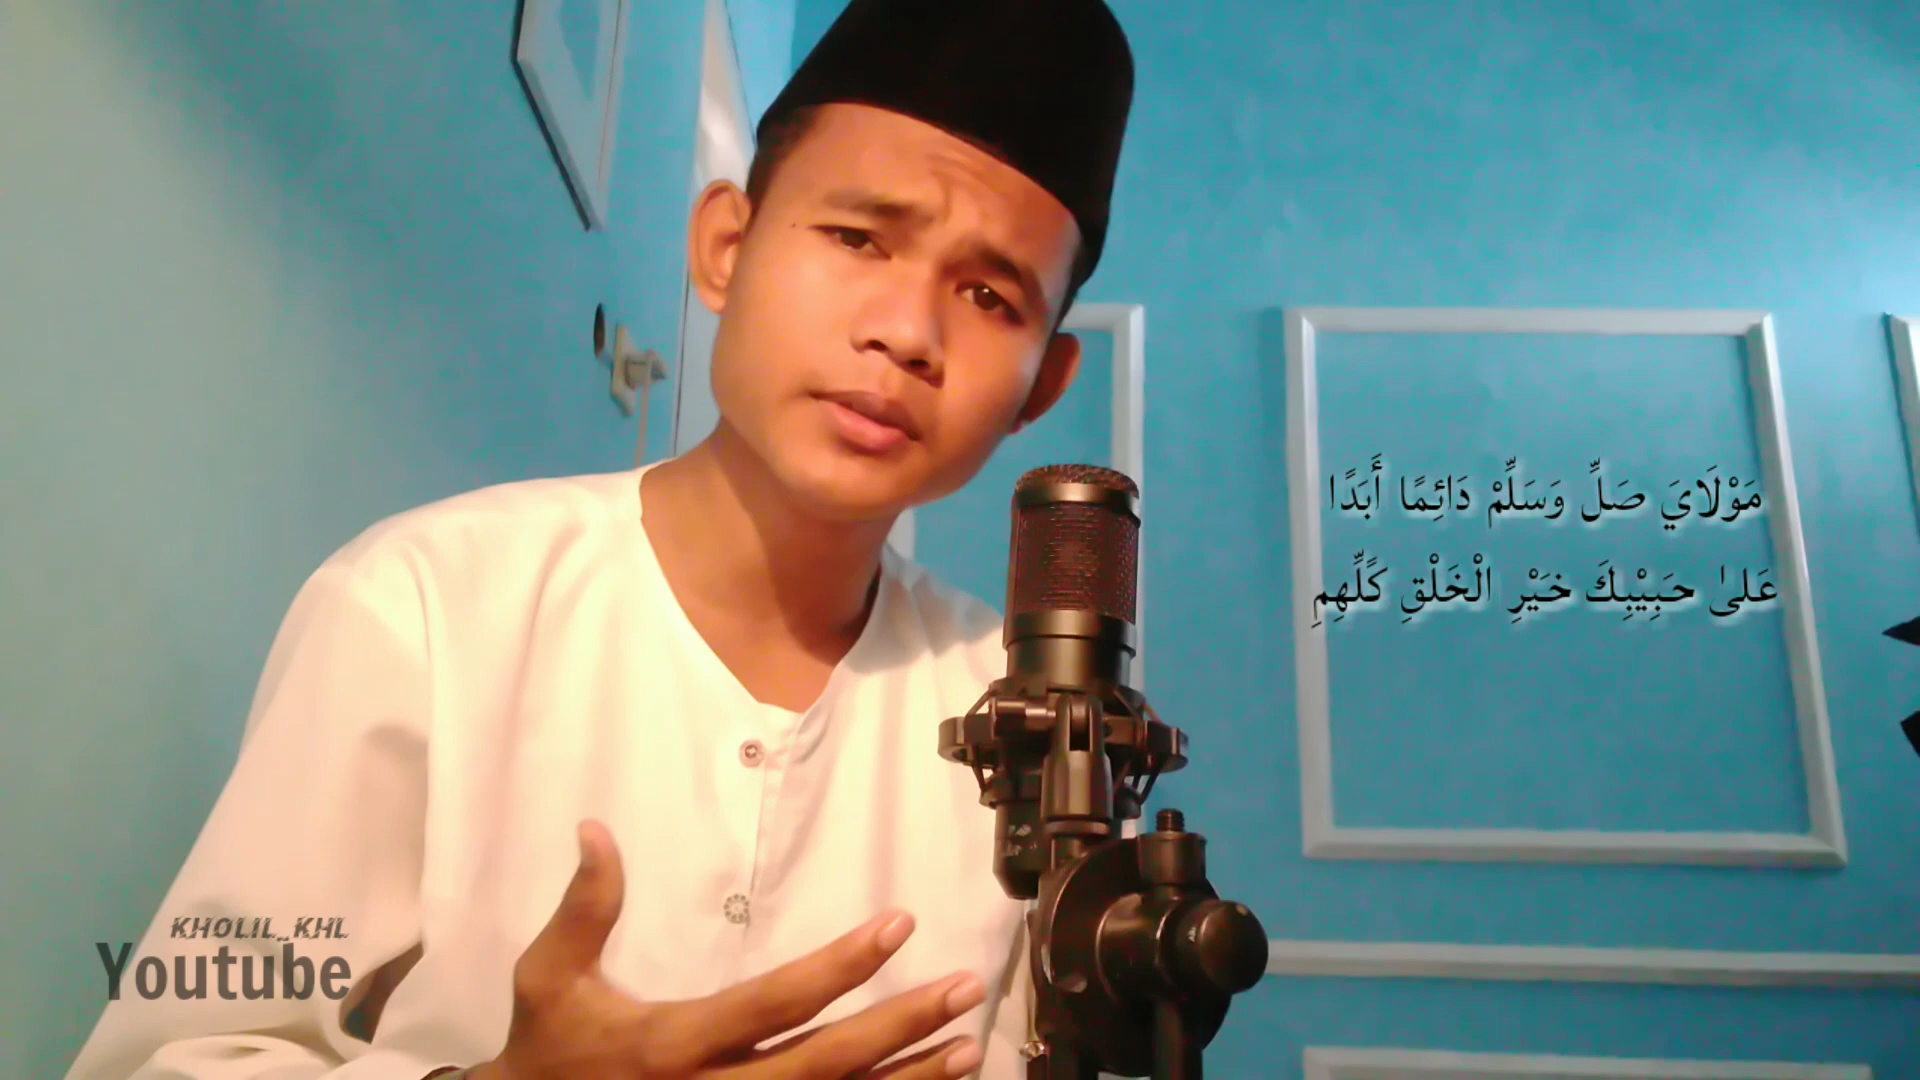 مَوْلَايَ صَلِّ وَسَلِّمْ دَائِمًا أَبَدًا
عَلىٰ حَبِيْبِكَ خَيْرِ الْخَلْقِ كًلِّهِمِ
KHOLIL_KHL
Youtube